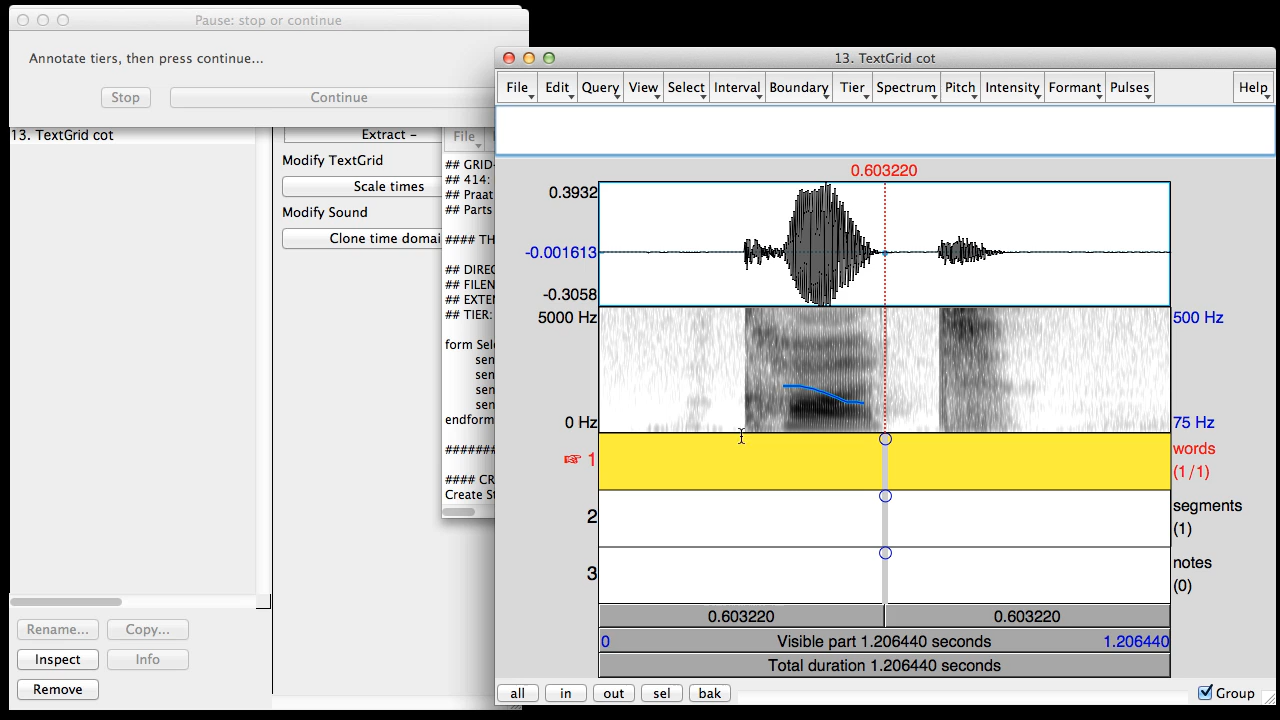 Pause: stop or continue
Annotate tiers, then press continue...
Stop
Continue
13. TextGrid cot
Extract –
Modify TextGrid
Scale times
Modify Sound
Clone time domai
File
## GRID-
## 414:
## Praat
## Parts
#### TH
## DIREC
## FILEN
## EXTEN
## TIER:
form Sele
sen
sen
sen
sen
endform
#######
#### CR
Create St
Rename...
Copy...
Inspect
Info
Remove
13. TextGrid cot
File Edit Query View Select Interval Boundary Tier Spectrum Pitch Intensity Formant Pulses Help
0.603220
0.3932
-0.001613
-0.3058
5000 Hz
500 Hz
0 Hz
75 Hz
☞ 1
words
(1/1)
2
segments
(1)
3
notes
(0)
0.603220
0.603220
0
Visible part 1.206440 seconds
1.206440
Total duration 1.206440 seconds
all in out sel bak
Group